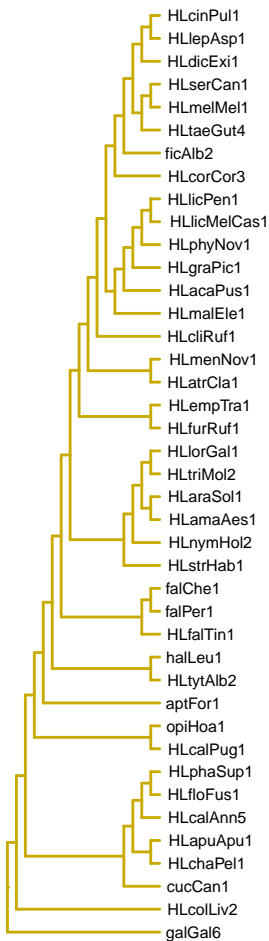 HLcinPul1
HLlepAsp1
HLdicExi1
HLserCan1
HLmelMel1
HLtaeGut4
ficAlb2
HLcorCor3
HLlicPen1
HLlicMelCas1
HLphyNov1
HLgraPic1
HLacaPus1
HLmalEle1
HLcliRuf1
HLmenNov1
HLatrCla1
HLempTra1
HLfurRuf1
HLlorGal1
HLtriMol2
HLaraSol1
HLamaAes1
HLnymHol2
HLstrHab1
falChe1
falPer1
HLfalTin1
halLeu1
HLtytAlb2
aptFor1
opiHoa1
HLcalPug1
HLphaSup1
HLfloFus1
HLcalAnn5
HLapuApu1
HLchaPel1
cucCan1
HLcolLiv2
galGal6